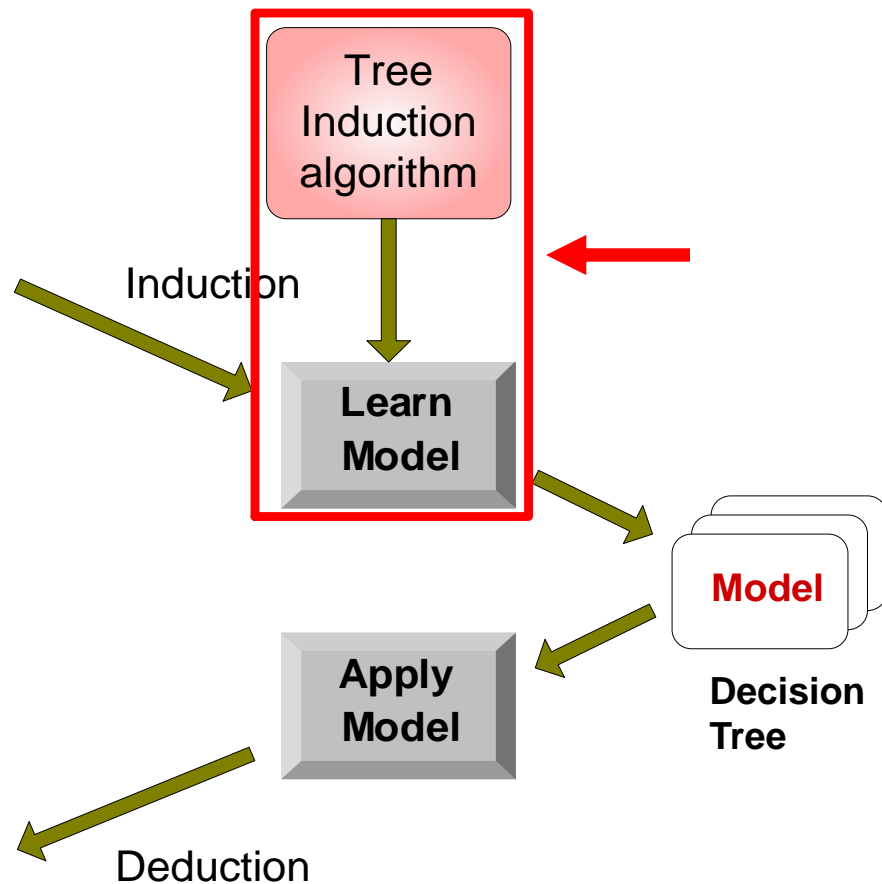 Tree
Induction
algorithm
Induction
Learn
Model
Model
Apply
Model
Decision
Tree
Deduction